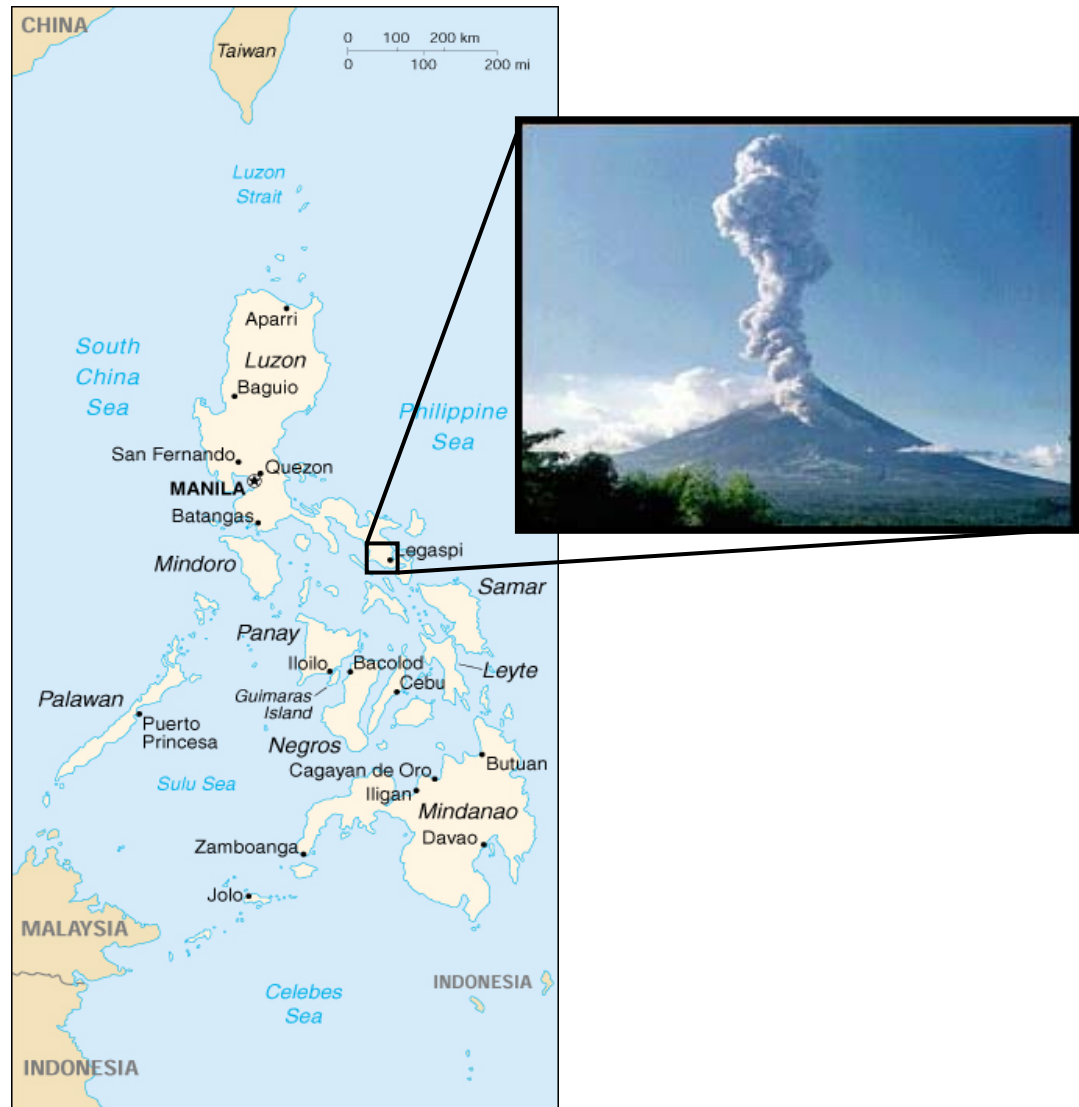 CHINA
Taiwan
0 100 200 km
0 100 200 mi
Luzon
Strait
Aparri
Luzon
South
China
Sea
Baguio
Philippine
Sea
San Fernando
Quezon
MANILA
Batangas
Legaspi
Mindoro
Samar
Panay
Iloilo
Bacolod
Cebu
Leyte
Guimaras
Island
Palawan
Puerto
Princesa
Negros
Sulu Sea
Cagayan de Oro
Butuan
Iligan
Mindanao
Davao
Zamboanga
Jolo
MALAYSIA
INDONESIA
Celebes
Sea
INDONESIA